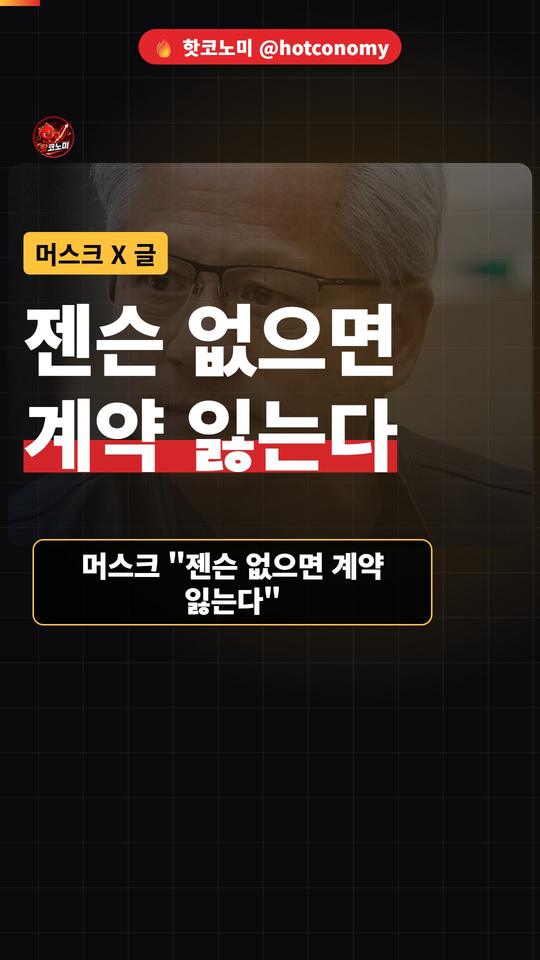 핫코노미 @hotconomy
핫코노미
머스크 X 글
젠슨 없으면
계약 잃는다
머스크 "젠슨 없으면 계약
잃는다"